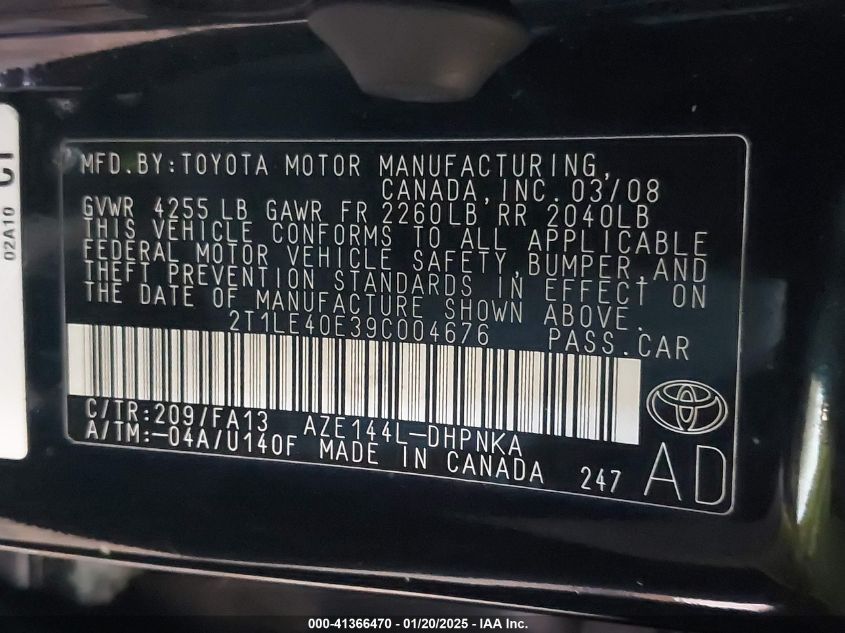 MFD.BY:TOYOTA MOTOR MANUFACTURING,
CANADA,INC. 03/08
GVWR 4255 LB GAWR FR 2260LB RR 2040LB
THIS VEHICLE CONFORMS TO ALL APPLICABLE
FEDERAL MOTOR VEHICLE SAFETY,BUMPER,AND
THEFT PREVENTION STANDARDS IN EFFECT ON
THE DATE OF MANUFACTURE SHOWN ABOVE.
2T1LE40E39C004676 PASS.CAR
C/TR:209/FA13 AZE144L-DHPNKA
A/TM:-04A/U140F MADE IN CANADA 247 AD
02A10
000-41366470 - 01/20/2025 - IAA Inc.